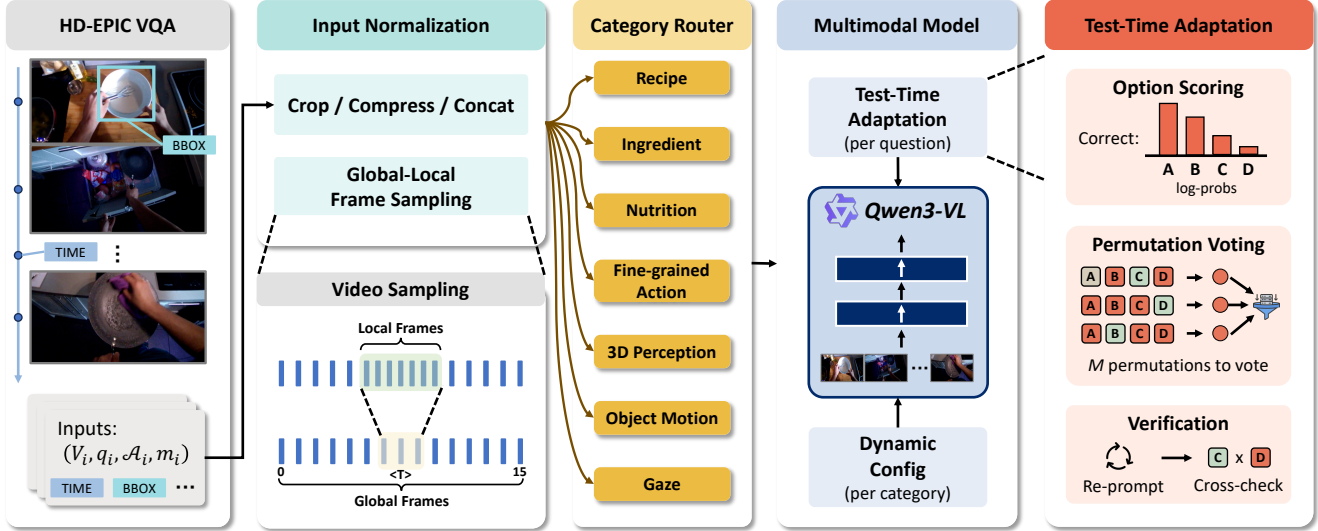 HD-EPIC VQA
BBOX
TIME
Inputs:
(V_i, q_i, 𝒜_i, m_i)
TIME BBOX ...
Input Normalization
Crop / Compress / Concat
Global-Local
Frame Sampling
Video Sampling
Local Frames
0 <T> 15
Global Frames
Category Router
Recipe
Ingredient
Nutrition
Fine-grained
Action
3D Perception
Object Motion
Gaze
Multimodal Model
Test-Time
Adaptation
(per question)
Qwen3-VL
Dynamic
Config
(per category)
Test-Time Adaptation
Option Scoring
Correct:
A B C D
log-probs
Permutation Voting
A B C D
A B C D
A B C D
M permutations to vote
Verification
C x D
Re-prompt Cross-check